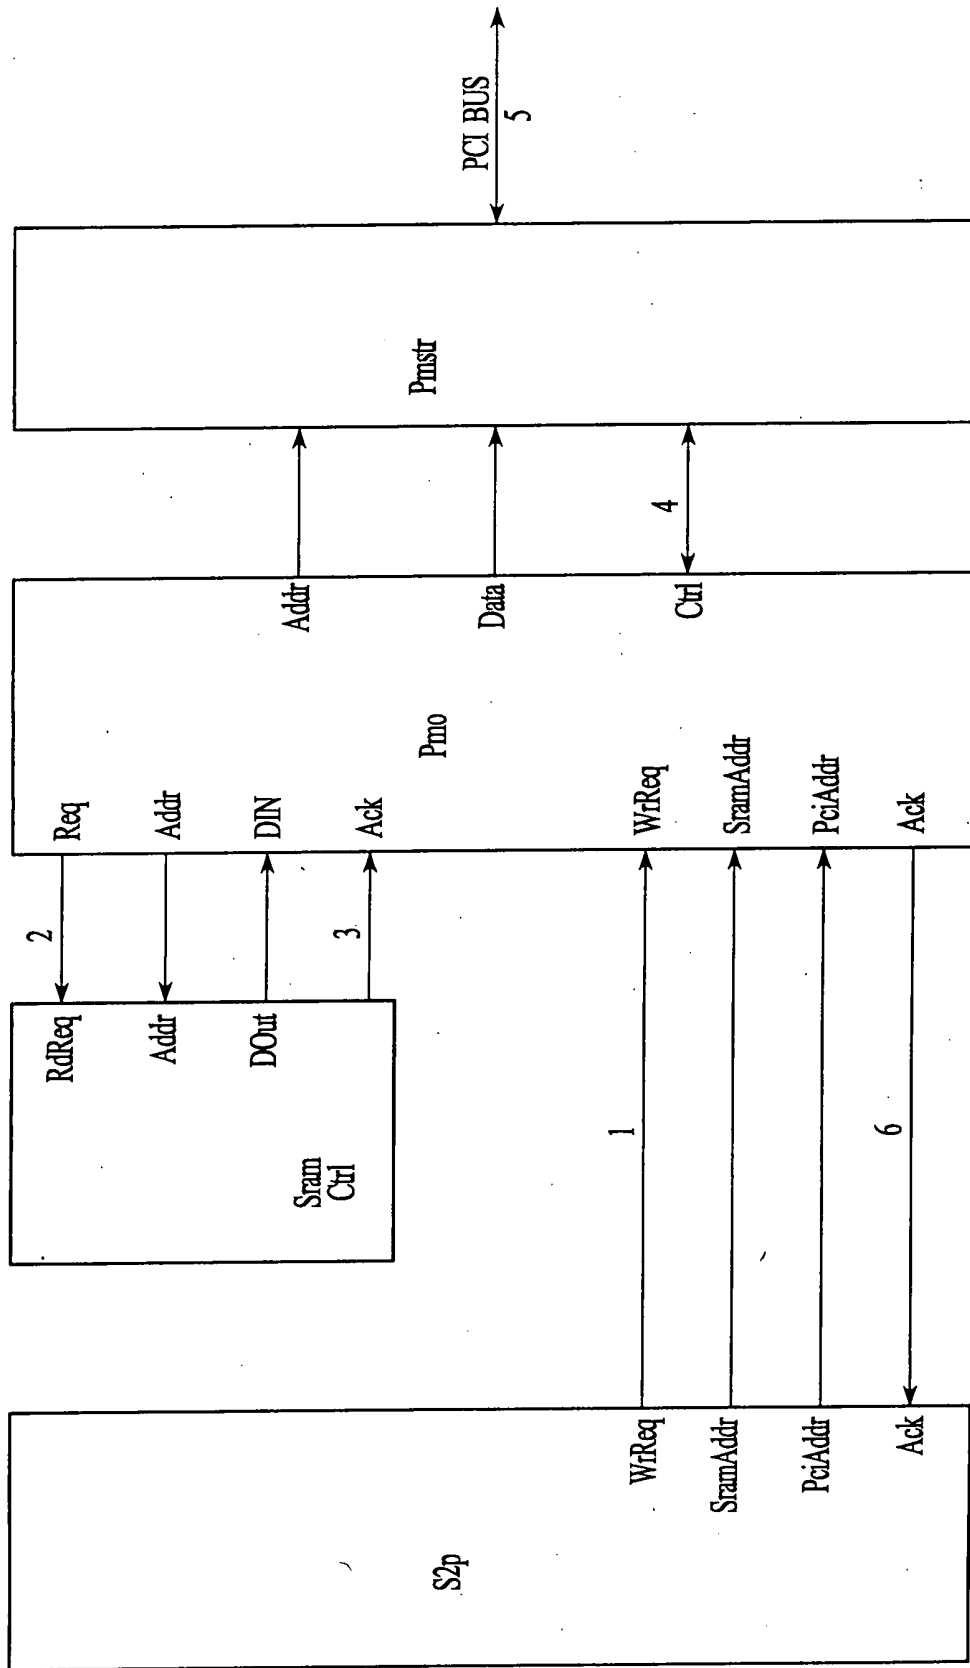 S2p
WrReq
SramAddr
PciAddr
Ack
Sram
Ctrl
RdReq
Addr
DOut
2
3
1
6
Req
Addr
DIN
Ack
WrReq
SramAddr
PciAddr
Ack
Pmo
Addr
Data
Ctrl
4
Pmstr
PCI BUS
5